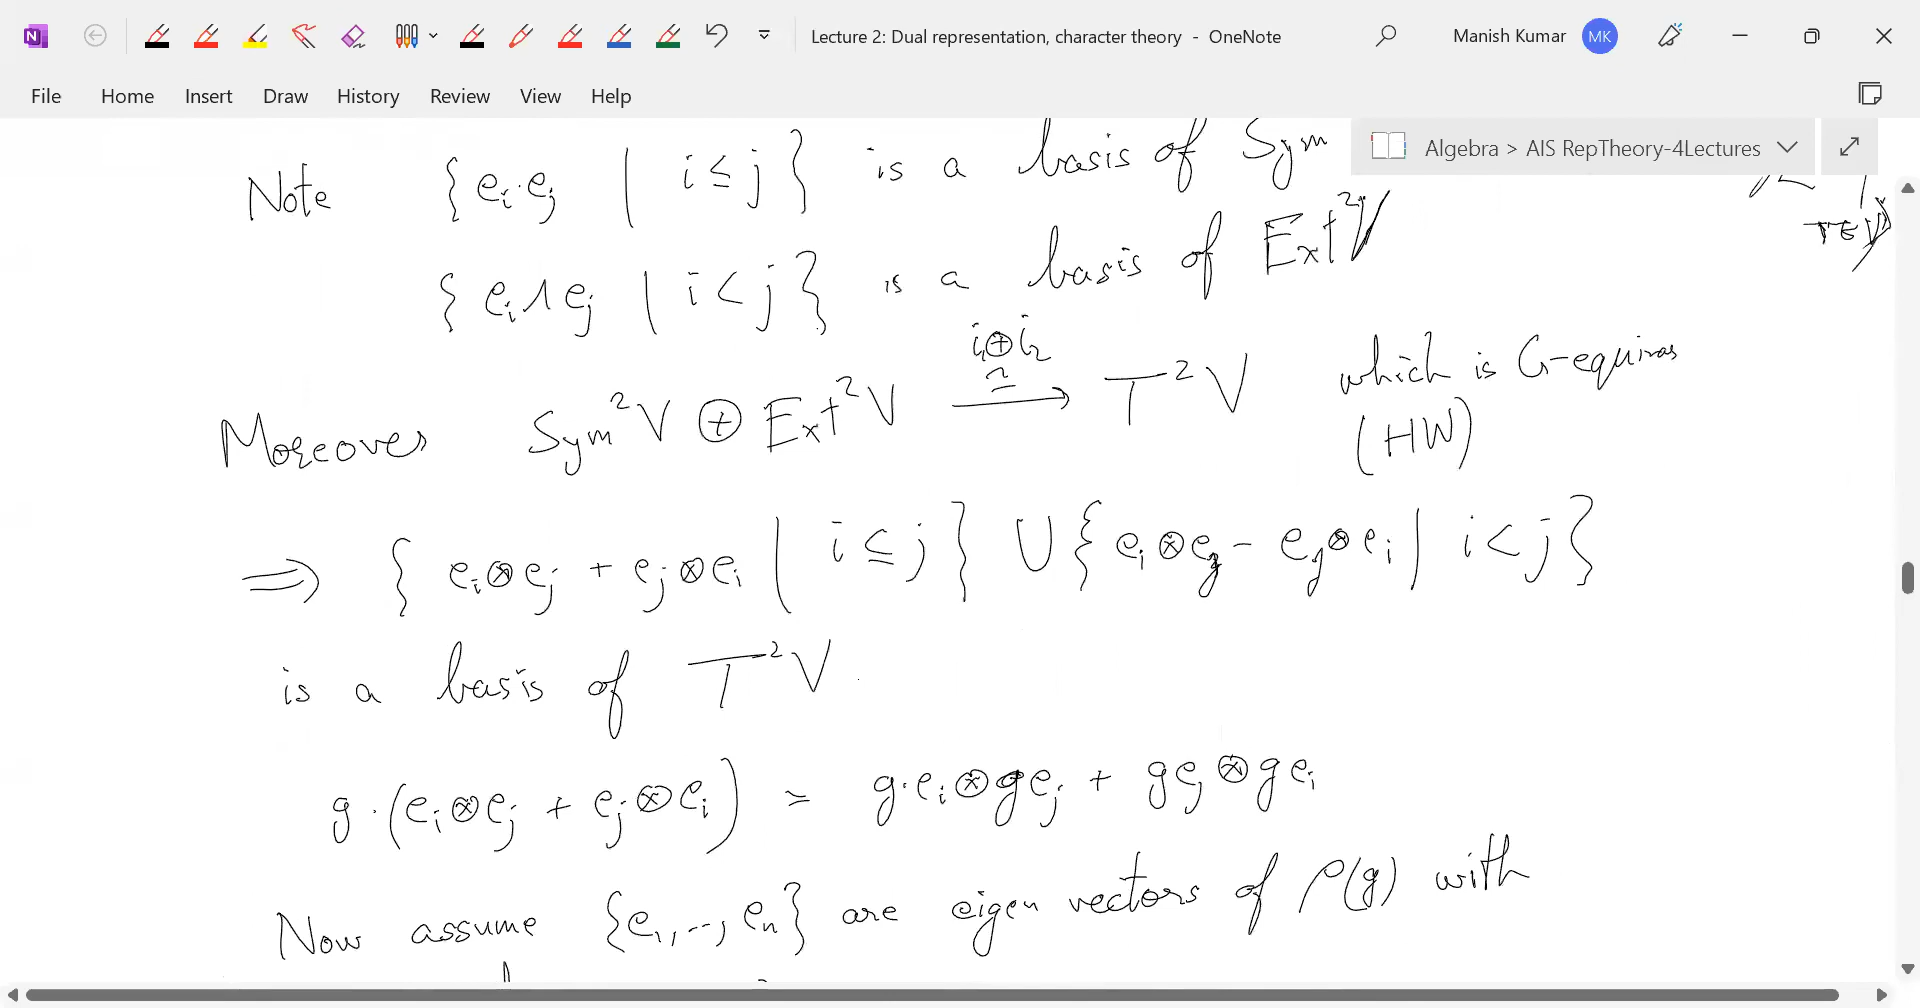 Lecture 2: Dual representation, character theory - OneNote
Manish Kumar MK
File Home Insert Draw History Review View Help
Algebra > AIS RepTheory-4Lectures
Note {eᵢ·eⱼ | i ≤ j} is a basis of Sym
{eᵢ∧eⱼ | i < j} is a basis of Ext²V
Moreover Sym²V ⊕ Ext²V →≃ T²V which is G-equivar
i₁⊕i₂
(HW)
⇒ {eᵢ⊗eⱼ + eⱼ⊗eᵢ | i ≤ j} ∪ {eᵢ⊗eⱼ - eⱼ⊗eᵢ | i < j}
is a basis of T²V.
g·(eᵢ⊗eⱼ + eⱼ⊗eᵢ) = g·eᵢ⊗geⱼ + geⱼ⊗geᵢ
Now assume {e₁,..,eₙ} are eigen vectors of ρ(g) with